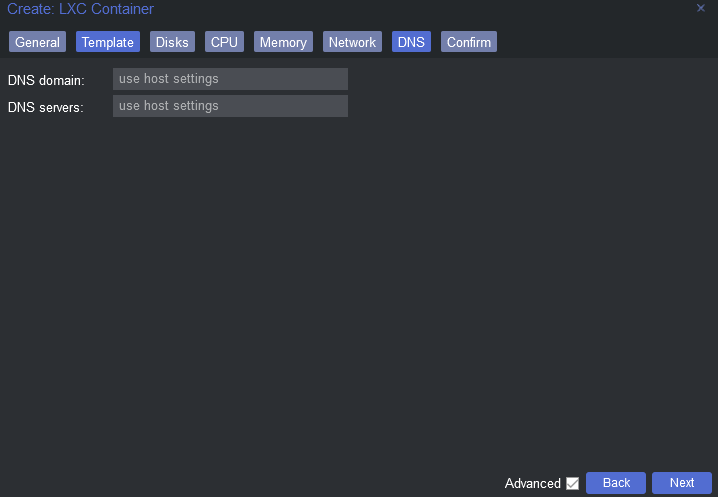 Create: LXC Container
General Template Disks CPU Memory Network DNS Confirm
DNS domain: use host settings
DNS servers: use host settings
Advanced Back Next